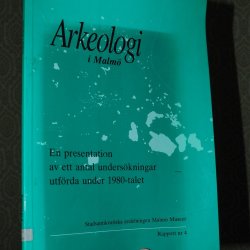 Arkeologi
i Malmö
En presentation
av ett antal undersökningar
utförda under 1980-talet
Stadsantikvariska avdelningen Malmö Museer
Rapport nr 4